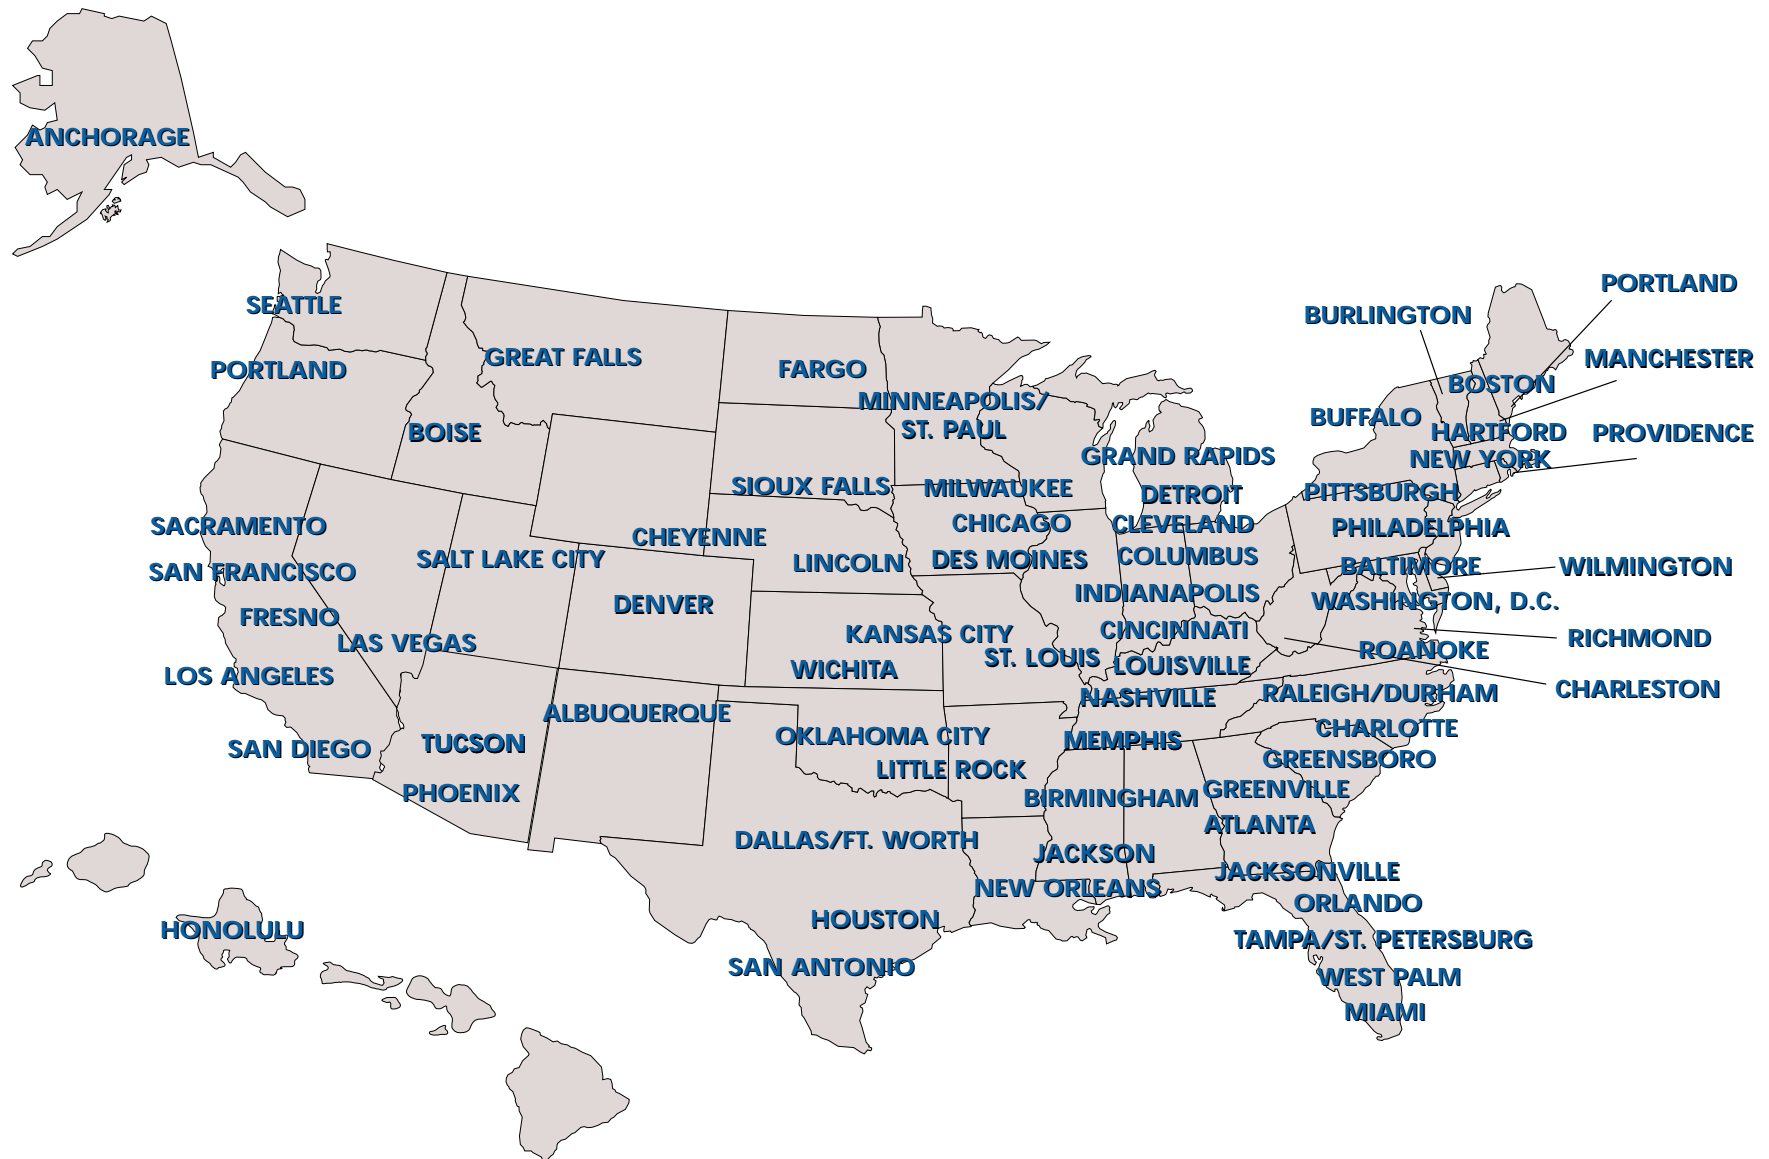 ANCHORAGE
PORTLAND
SEATTLE
BURLINGTON
GREAT FALLS
MANCHESTER
PORTLAND
FARGO
BOSTON
MINNEAPOLIS/
ST. PAUL
BUFFALO
BOISE
HARTFORD
PROVIDENCE
GRAND RAPIDS
NEW YORK
SIOUX FALLS
MILWAUKEE
DETROIT
PITTSBURGH
SACRAMENTO
CHICAGO
CLEVELAND
PHILADELPHIA
CHEYENNE
SALT LAKE CITY
LINCOLN
DES MOINES
COLUMBUS
BALTIMORE
WILMINGTON
SAN FRANCISCO
INDIANAPOLIS
WASHINGTON, D.C.
DENVER
FRESNO
LAS VEGAS
KANSAS CITY
CINCINNATI
RICHMOND
ROANOKE
ST. LOUIS
LOUISVILLE
WICHITA
LOS ANGELES
NASHVILLE
RALEIGH/DURHAM
CHARLESTON
ALBUQUERQUE
CHARLOTTE
OKLAHOMA CITY
MEMPHIS
TUCSON
SAN DIEGO
GREENSBORO
LITTLE ROCK
PHOENIX
BIRMINGHAM
GREENVILLE
ATLANTA
DALLAS/FT. WORTH
JACKSON
JACKSONVILLE
NEW ORLEANS
ORLANDO
HOUSTON
HONOLULU
TAMPA/ST. PETERSBURG
SAN ANTONIO
WEST PALM
MIAMI